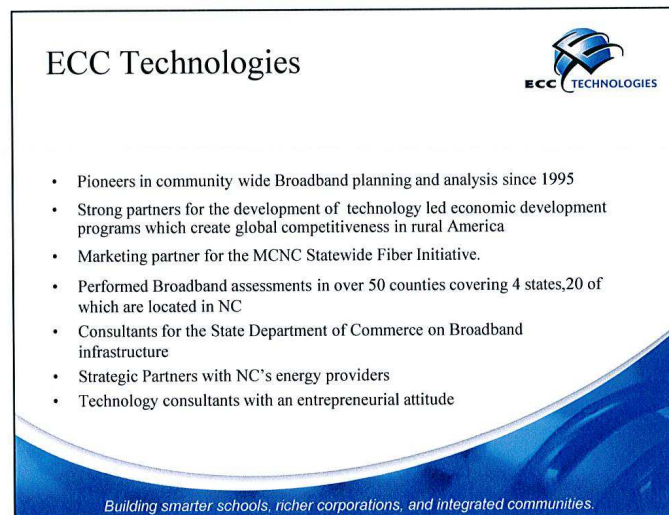 ECC Technologies
ECC TECHNOLOGIES
• Pioneers in community wide Broadband planning and analysis since 1995
• Strong partners for the development of technology led economic development
programs which create global competitiveness in rural America
• Marketing partner for the MCNC Statewide Fiber Initiative.
• Performed Broadband assessments in over 50 counties covering 4 states,20 of
which are located in NC
• Consultants for the State Department of Commerce on Broadband
infrastructure
• Strategic Partners with NC's energy providers
• Technology consultants with an entrepreneurial attitude
Building smarter schools, richer corporations, and integrated communities.